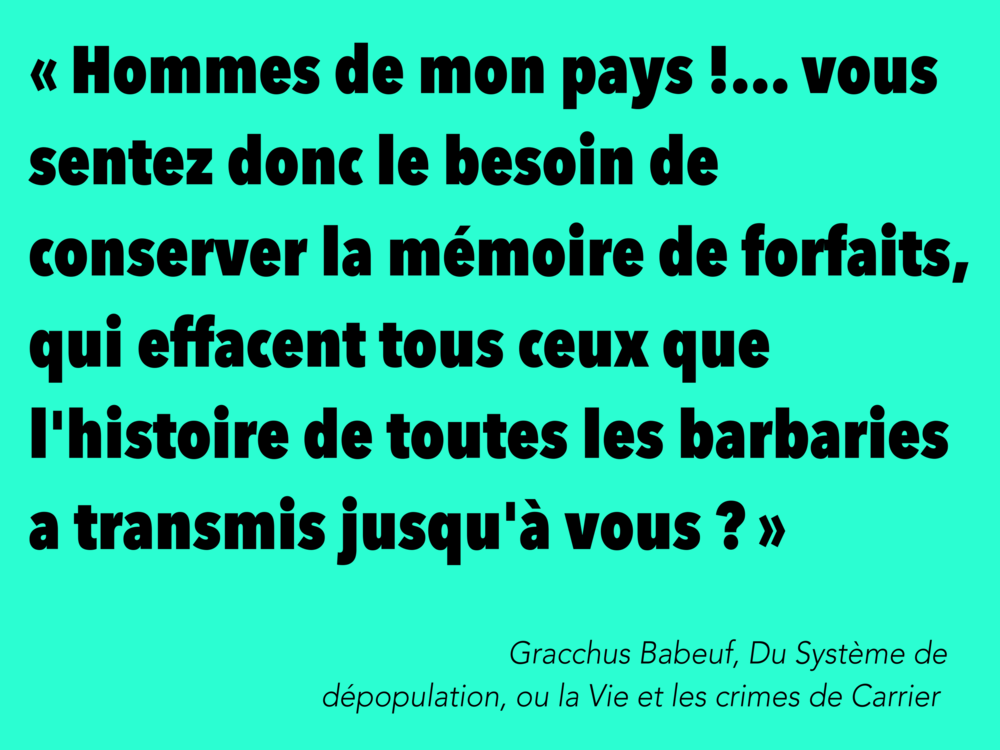 « Hommes de mon pays !... vous
sentez donc le besoin de
conserver la mémoire de forfaits,
qui effacent tous ceux que
l'histoire de toutes les barbaries
a transmis jusqu'à vous ? »
Gracchus Babeuf, Du Système de
dépopulation, ou la Vie et les crimes de Carrier